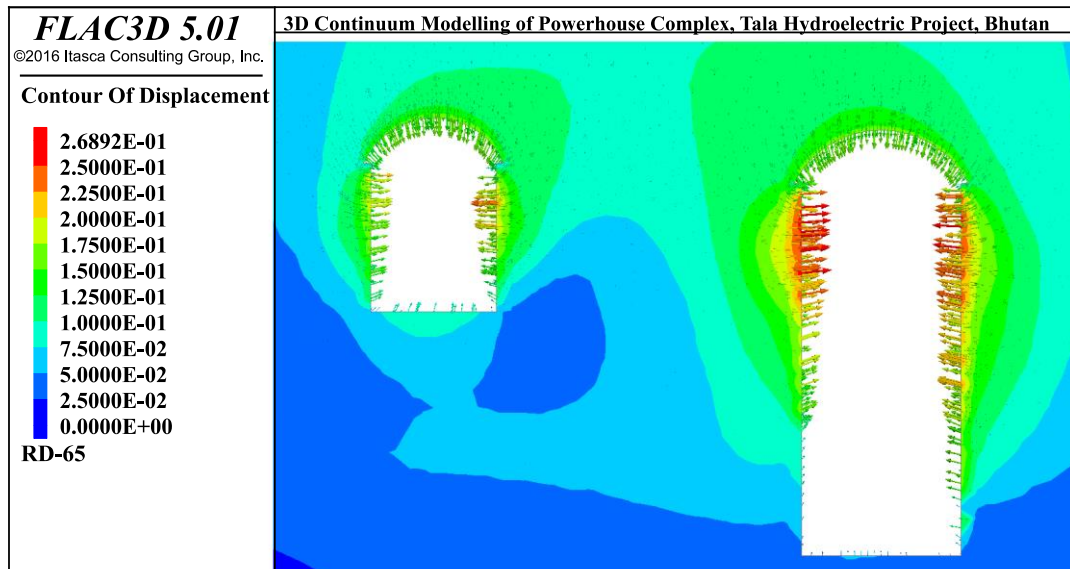 FLAC3D 5.01
©2016 Itasca Consulting Group, Inc.
Contour Of Displacement
2.6892E-01
2.5000E-01
2.2500E-01
2.0000E-01
1.7500E-01
1.5000E-01
1.2500E-01
1.0000E-01
7.5000E-02
5.0000E-02
2.5000E-02
0.0000E+00
RD-65
3D Continuum Modelling of Powerhouse Complex, Tala Hydroelectric Project, Bhutan